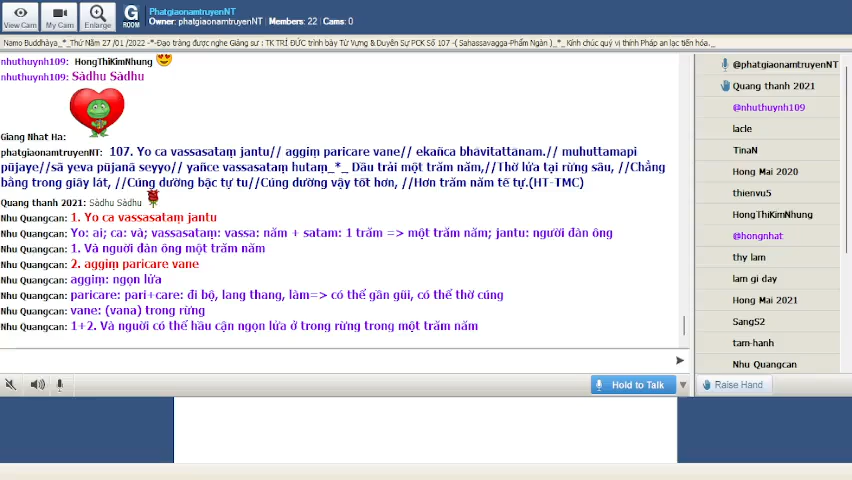 PhatgiaonamtruyenNT
Owner: phatgiaonamtruyenNT | Members: 22 | Cams: 0
View Cam
My Cam
Enlarge
G
ROOM
Namo Buddhàya_*_Thứ Năm 27 /01 /2022 -*-Đạo tràng được nghe Giảng sư : TK TRÍ ĐỨC trình bày Từ Vựng & Duyên Sự PCK Số 107 -( Sahassavagga-Phẩm Ngàn )_*_ Kính chúc quý vị thính Pháp an lạc tiến hóa._
nhuthuynh109: HongThiKimNhung
nhuthuynh109: Sàdhu Sàdhu
Giang Nhat Ha:
phatgiaonamtruyenNT: 107. Yo ca vassasataṃ jantu// aggiṃ paricare vane// ekañca bhāvitattānaṃ.// muhuttamapi
pūjaye//sā yeva pūjanā seyyo// yañce vassasataṃ hutaṃ_*_ Dầu trải một trăm năm,//Thờ lửa tại rừng sâu, //Chẳng
bằng trong giây lát, //Cúng dường bậc tự tu//Cúng dường vậy tốt hơn, //Hơn trăm năm tế tự.(HT-TMC)
Quang thanh 2021: Sàdhu Sàdhu
Nhu Quangcan: 1. Yo ca vassasataṃ jantu
Nhu Quangcan: Yo: ai; ca: và; vassasataṃ: vassa: năm + satam: 1 trăm => một trăm năm; jantu: người đàn ông
Nhu Quangcan: 1. Và người đàn ông một trăm năm
Nhu Quangcan: 2. aggiṃ paricare vane
Nhu Quangcan: aggiṃ: ngọn lửa
Nhu Quangcan: paricare: pari+care: đi bộ, lang thang, làm=> có thể gần gũi, có thể thờ cúng
Nhu Quangcan: vane: (vana) trong rừng
Nhu Quangcan: 1+2. Và người có thể hầu cận ngọn lửa ở trong rừng trong một trăm năm
Hold to Talk
@phatgiaonamtruyenNT
Quang thanh 2021
@nhuthuynh109
lacle
TinaN
Hong Mai 2020
thienvu5
HongThiKimNhung
@hongnhat
thy lam
lam gi day
Hong Mai 2021
SangS2
tam-hanh
Nhu Quangcan
Raise Hand